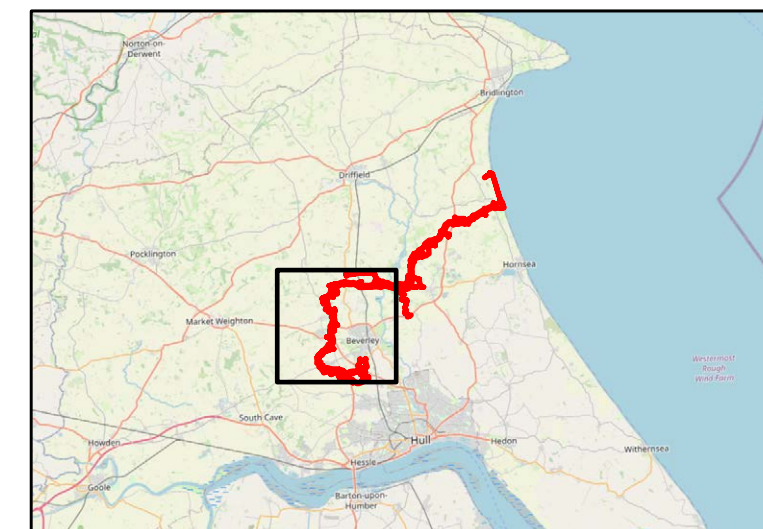 Norton-on-
Derwent
Bridlington
Driffield
Pocklington
Hornsea
Market Weighton
Beverley
Westermost
Rough
Wind Farm
South Cave
Howden
Hull
Hedon
Withernsea
Hessle
Goole
Barton-upon-
Humber